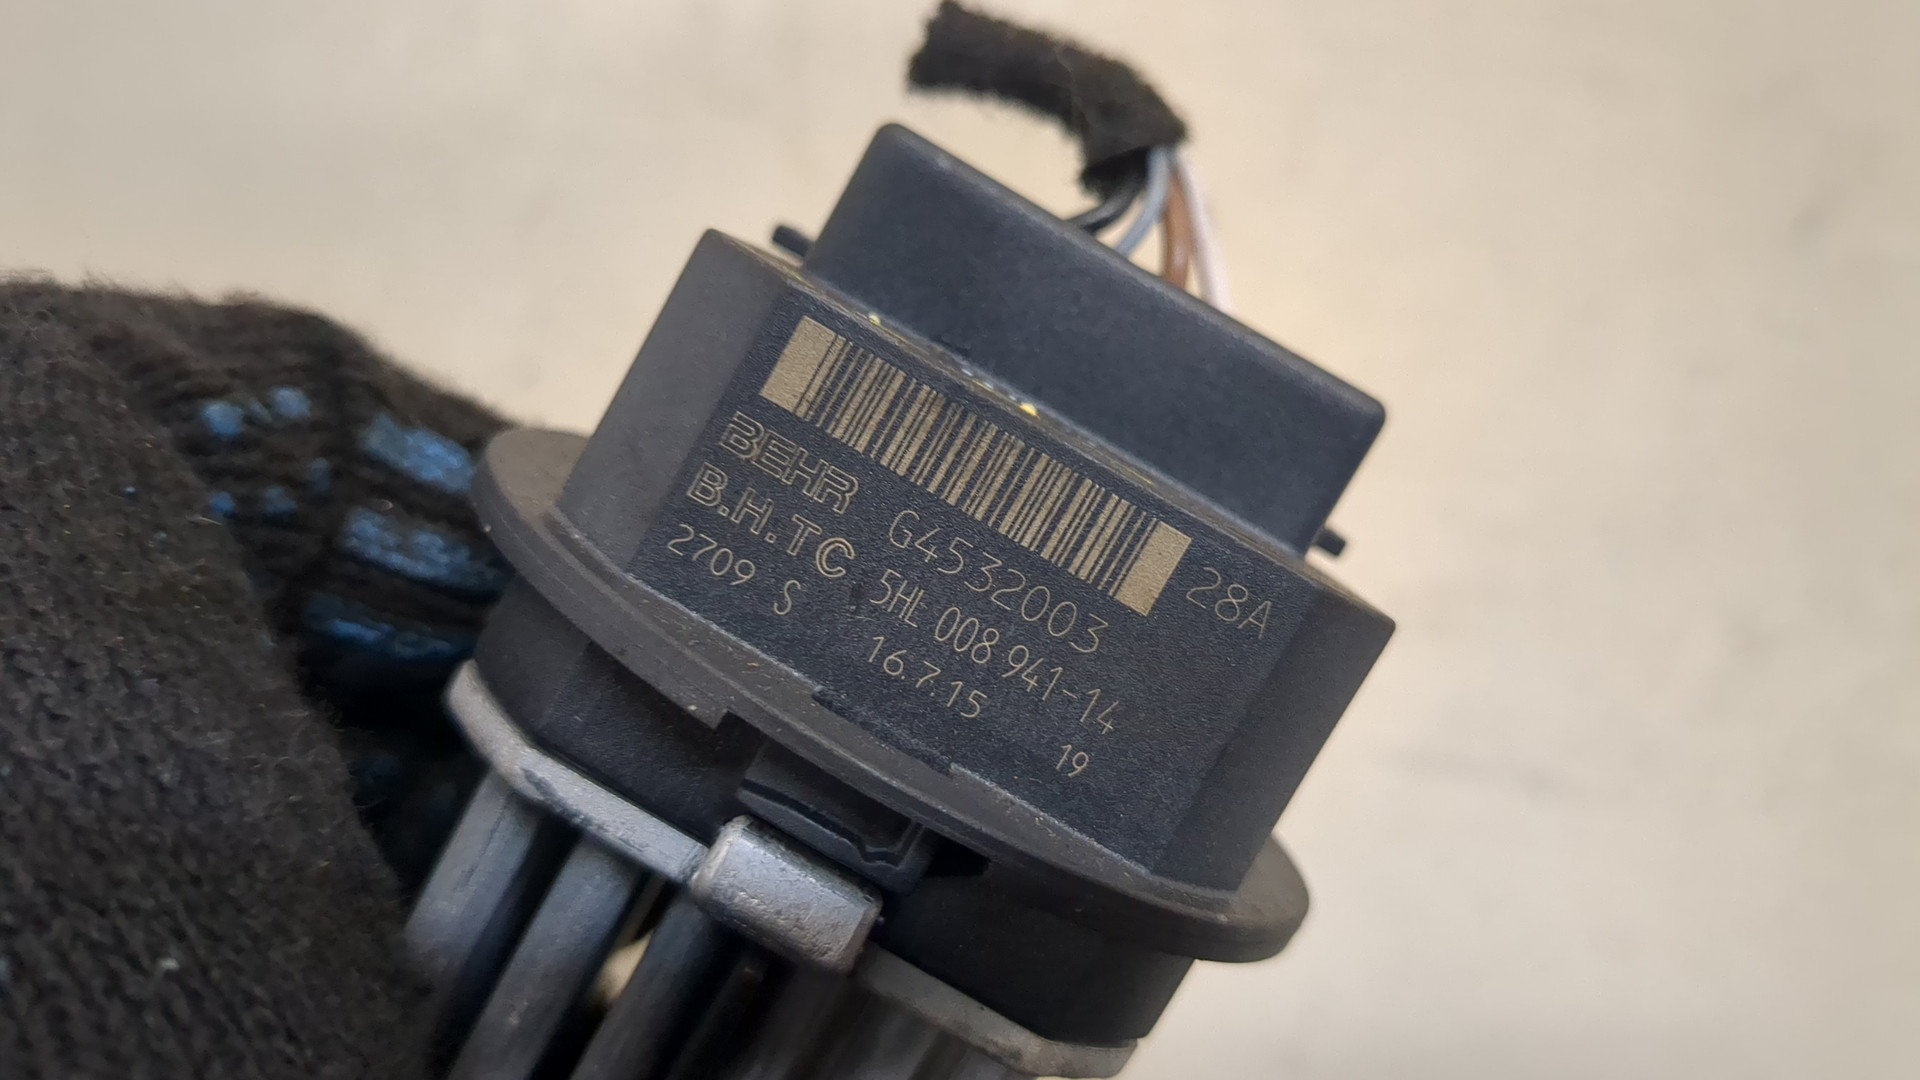 28A
BEHR G4532003
B.H.T C 5HL 008 941-14
2709 S 16.7.15 19